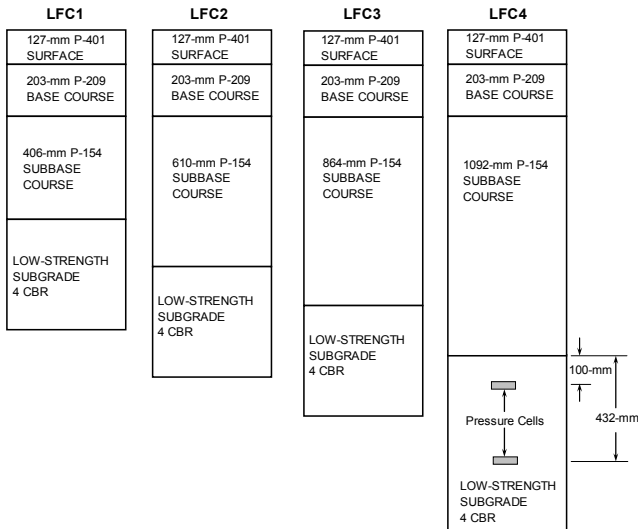 LFC1
LFC2
LFC3
LFC4
127-mm P-401
SURFACE
203-mm P-209
BASE COURSE
406-mm P-154
SUBBASE
COURSE
LOW-STRENGTH
SUBGRADE
4 CBR
127-mm P-401
SURFACE
203-mm P-209
BASE COURSE
610-mm P-154
SUBBASE
COURSE
LOW-STRENGTH
SUBGRADE
4 CBR
127-mm P-401
SURFACE
203-mm P-209
BASE COURSE
864-mm P-154
SUBBASE
COURSE
LOW-STRENGTH
SUBGRADE
4 CBR
127-mm P-401
SURFACE
203-mm P-209
BASE COURSE
1092-mm P-154
SUBBASE
COURSE
100-mm
Pressure Cells
432-mm
LOW-STRENGTH
SUBGRADE
4 CBR